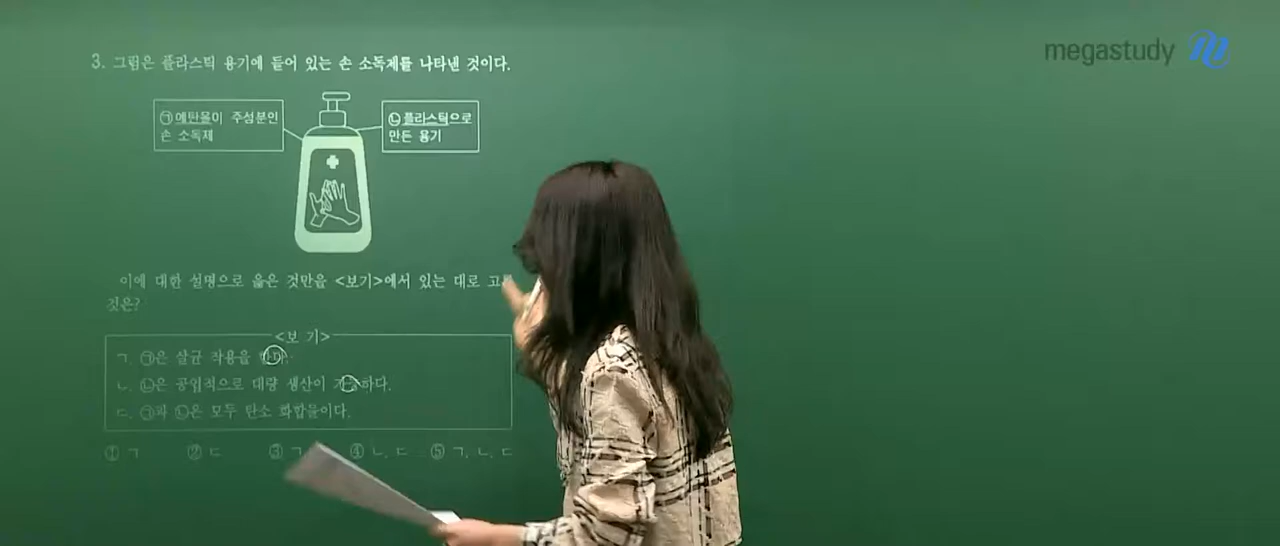 megastudy
3. 그림은 플라스틱 용기에 들어 있는 손 소독제를 나타낸 것이다.
㉠에탄올이 주성분인
손 소독제
㉡플라스틱으로
만든 용기
이에 대한 설명으로 옳은 것만을 <보기>에서 있는 대로
것은?
<보 기>
ㄱ. ㉠은 살균 작용을 한다.
ㄴ. ㉡은 공업적으로 대량 생산이 가능하다.
ㄷ. ㉠과 ㉡은 모두 탄소 화합물이다.
① ㄱ ② ㄷ ③ ㄱ, ④ ㄴ, ㄷ ⑤ ㄱ, ㄴ, ㄷ